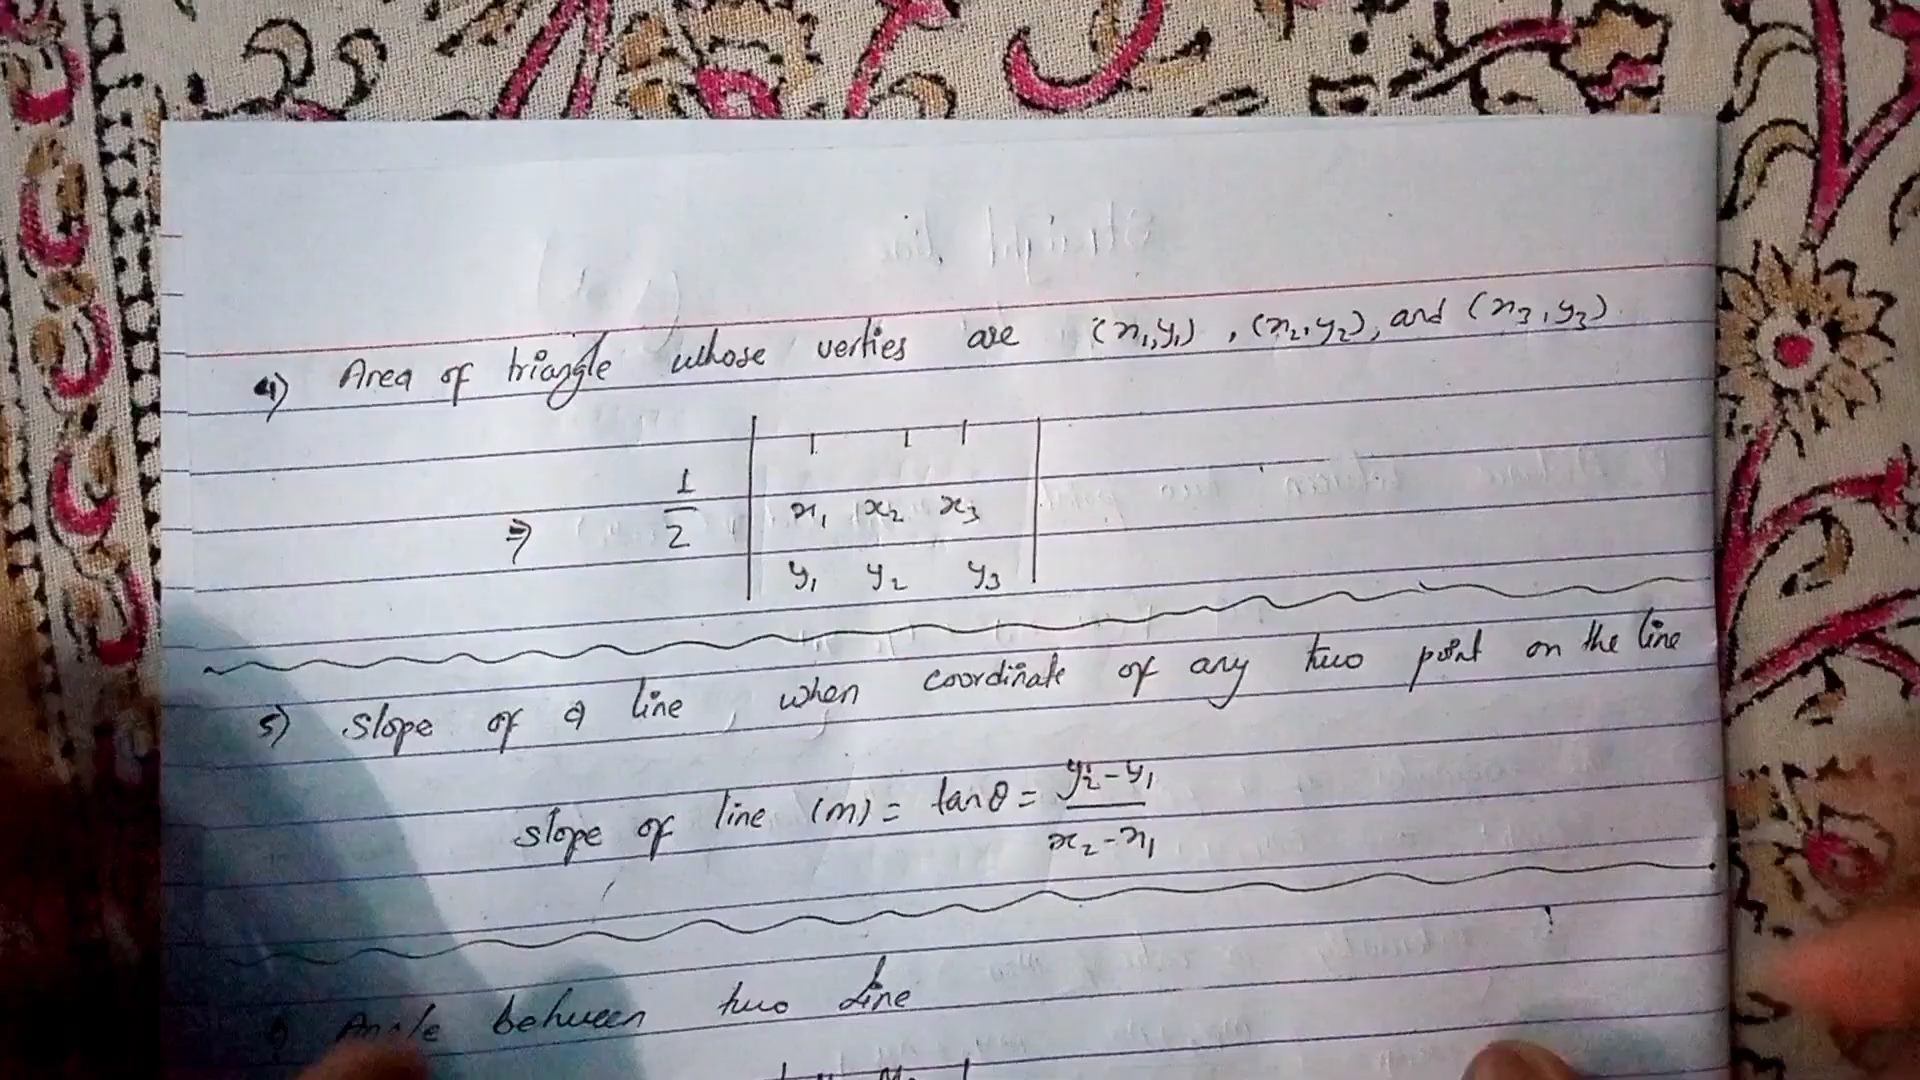 4) Area of triangle whose verties are (x₁,y₁) , (x₂,y₂), and (x₃,y₃)
1 1 1
⇒ 1/2 | x₁ x₂ x₃ |
y₁ y₂ y₃
5) Slope of a line, when coordinate of any two point on the line
slope of line (m) = tanθ = y₂-y₁ / x₂-x₁
Angle between two Line